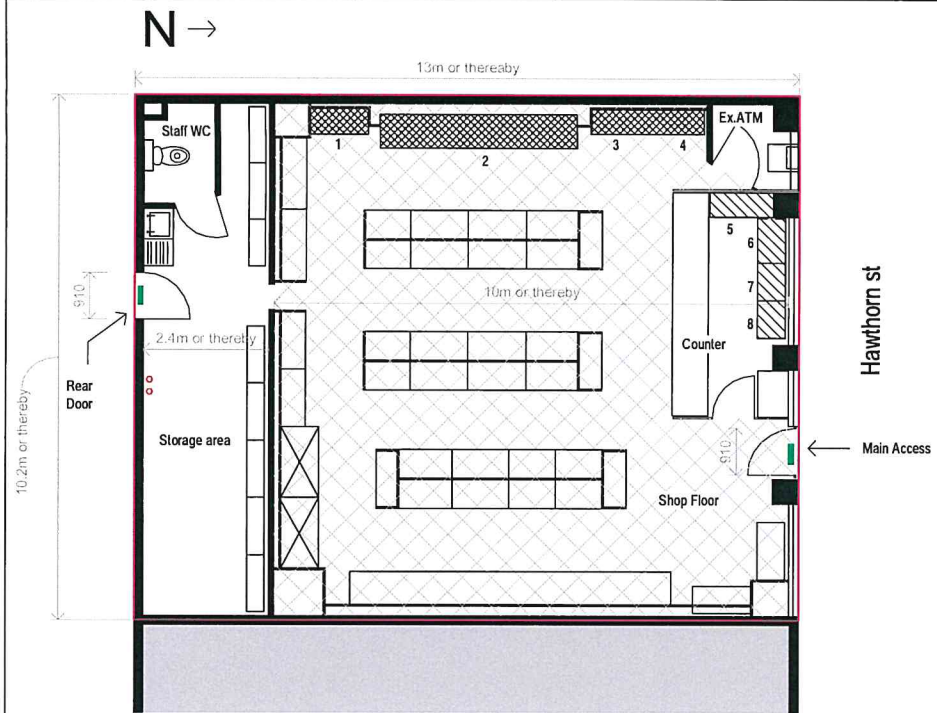 N
13m or thereaby
Staff WC
Ex.ATM
1
2
3
4
5
6
7
8
910
10m or thereby
2.4m or thereby
Counter
Hawthorn st
Rear
Door
10.2m or thereby
Storage area
910
Main Access
Shop Floor